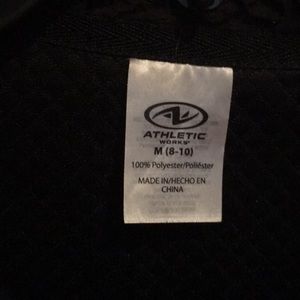 ATHLETIC
WORKS
M (8-10)
100% Polyester/Poliéster
MADE IN/HECHO EN
CHINA